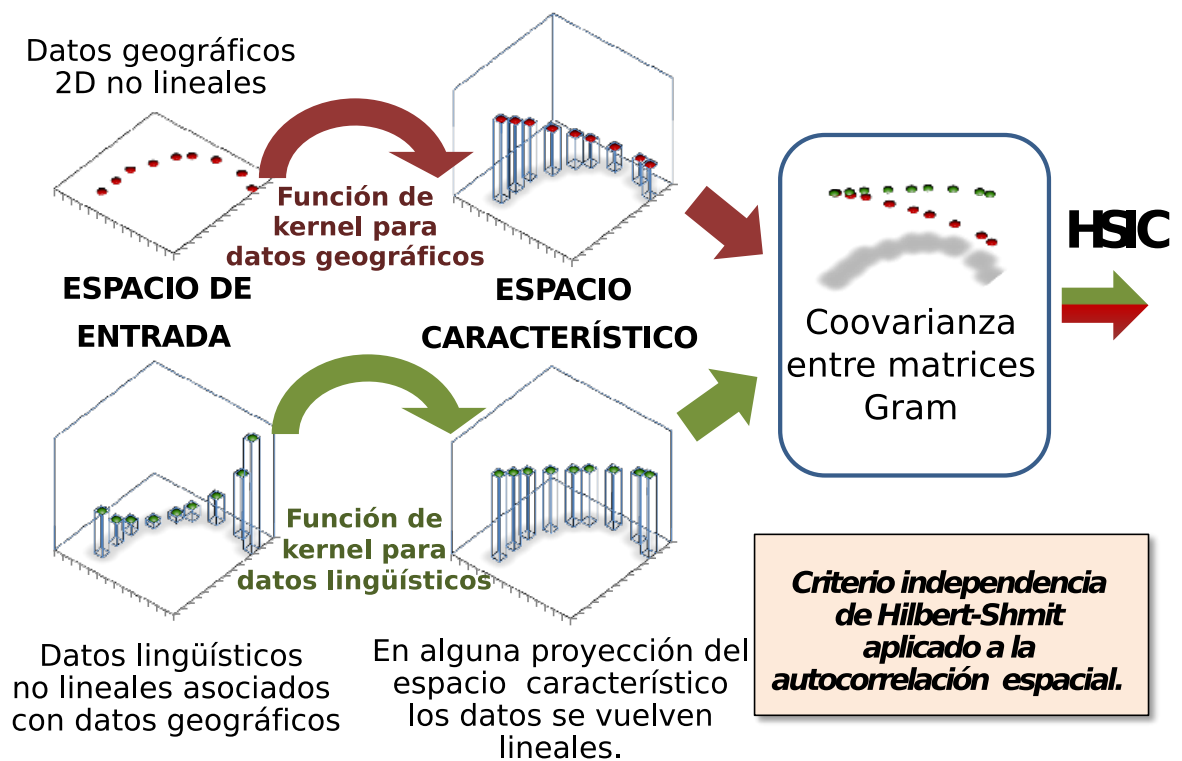 Datos geográficos
2D no lineales
Función de
kernel para
datos geográficos
ESPACIO DE
ENTRADA
ESPACIO
CARACTERÍSTICO
Función de
kernel para
datos lingüísticos
Datos lingüísticos
no lineales asociados
con datos geográficos
En alguna proyección del
espacio característico
los datos se vuelven
lineales.
Coovarianza
entre matrices
Gram
HSIC
Criterio independencia
de Hilbert-Shmit
aplicado a la
autocorrelación espacial.